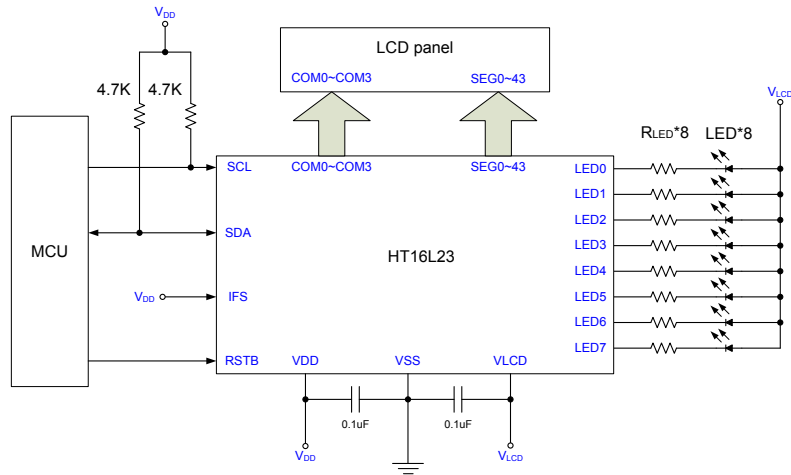 VDD
LCD panel
COM0~COM3 SEG0~43
4.7K 4.7K
VLCD
RLED*8 LED*8
MCU
SCL
COM0~COM3 SEG0~43
LED0
LED1
LED2
SDA
LED3
HT16L23
LED4
VDD
IFS
LED5
LED6
LED7
RSTB
VDD VSS VLCD
0.1uF 0.1uF
VDD VLCD